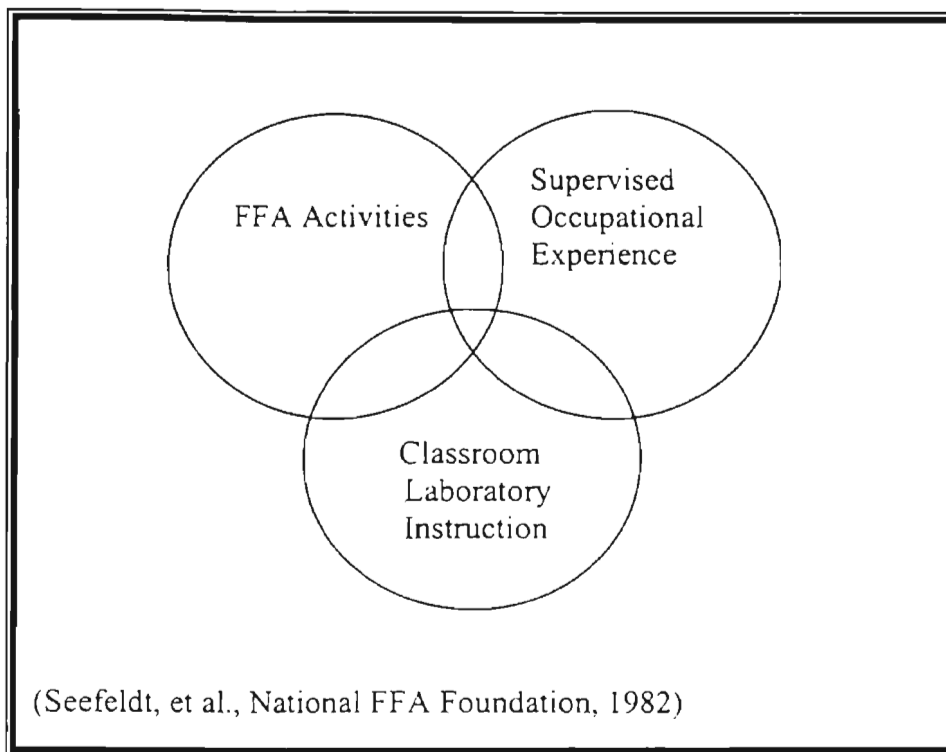 FFA Activities
Supervised
Occupational
Experience
Classroom
Laboratory
Instruction
(Seefeldt, et al., National FFA Foundation, 1982)